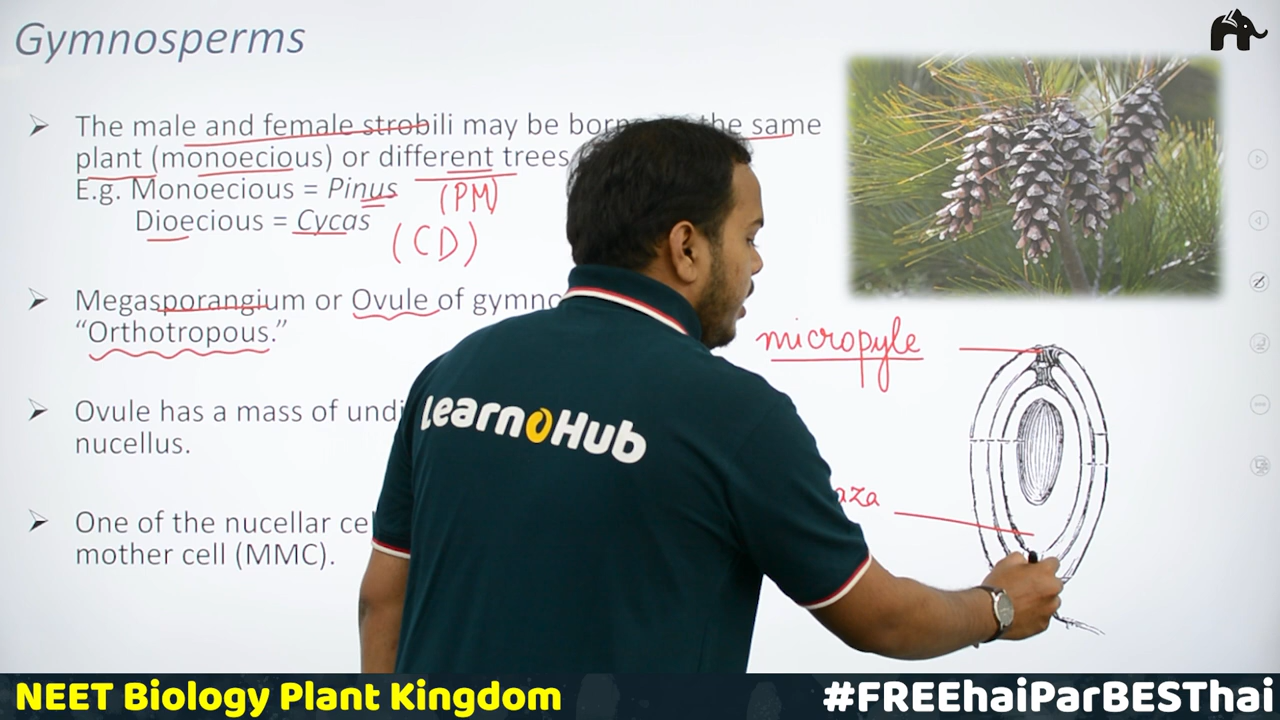 Gymnosperms
The male and female strobili may be borne the same
plant (monoecious) or different trees
E.g. Monoecious = Pinus (PM)
Dioecious = Cycas (CD)
Megasporangium or Ovule of gymno
"Orthotropous."
micropyle
Ovule has a mass of undi
nucellus.
aza
One of the nucellar cel
mother cell (MMC).
LearnoHub
NEET Biology Plant Kingdom
#FREEhaiParBESThai